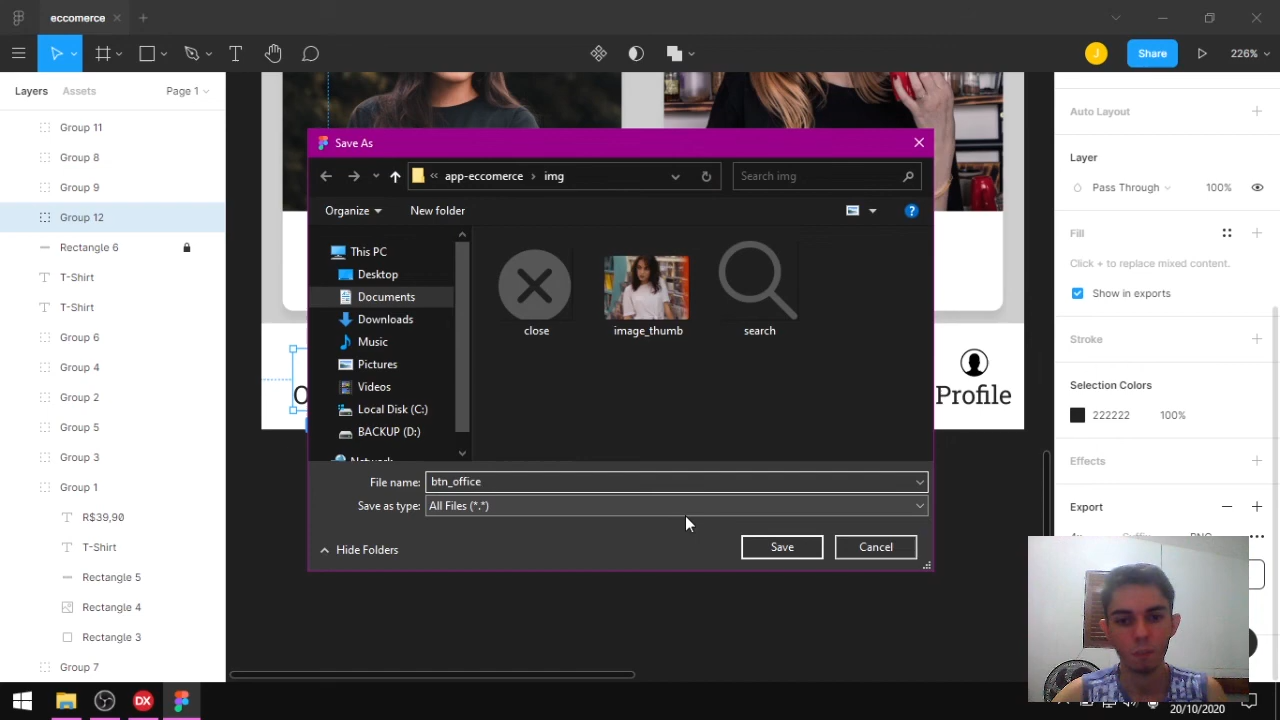 eccomerce
Share
226%
J
Layers
Assets
Page 1
Group 11
Group 8
Group 9
Group 12
Rectangle 6
T-Shirt
T-Shirt
Group 6
Group 4
Group 2
Group 5
Group 3
Group 1
R$39,90
T-Shirt
Rectangle 5
Rectangle 4
Rectangle 3
Group 7
Save As
app-eccomerce
img
Search img
Organize
New folder
This PC
Desktop
Documents
Downloads
Music
Pictures
Videos
Local Disk (C:)
BACKUP (D:)
close
image_thumb
search
File name:
btn_office
Save as type:
All Files (*.*)
Hide Folders
Save
Cancel
Profile
Auto Layout
Layer
Pass Through
100%
Fill
Click + to replace mixed content.
Show in exports
Stroke
Selection Colors
222222
100%
Effects
Export
DX
20/10/2020